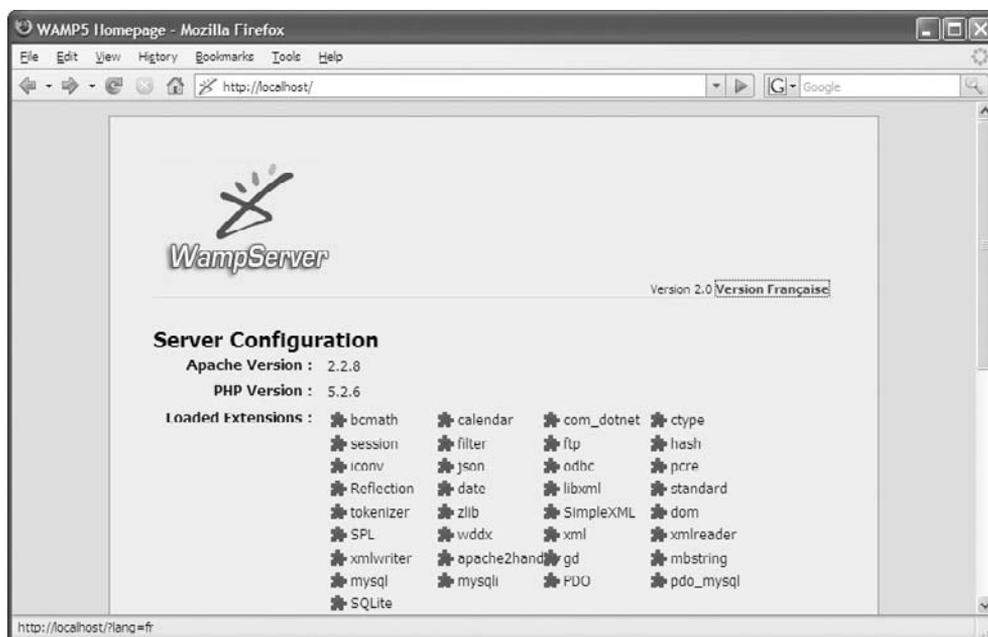 WAMP5 Homepage - Mozilla Firefox
File Edit View History Bookmarks Tools Help
http://localhost/ G Google
WampServer
Version 2.0 Version Française
Server Configuration
Apache Version : 2.2.8
PHP Version : 5.2.6
Loaded Extensions : bcmath calendar com_dotnet ctype
session filter ftp hash
iconv json odbc pcre
Reflection date libxml standard
tokenizer zlib SimpleXML dom
SPL wddx xml xmlreader
xmlwriter apache2hand gd mbstring
mysql mysqli PDO pdo_mysql
SQLite
http://localhost/?lang=fr